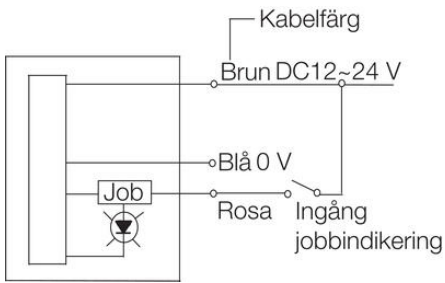 Kabelfärg
Brun DC12~24 V
Blå 0 V
Job
Rosa
Ingång
jobbindikering